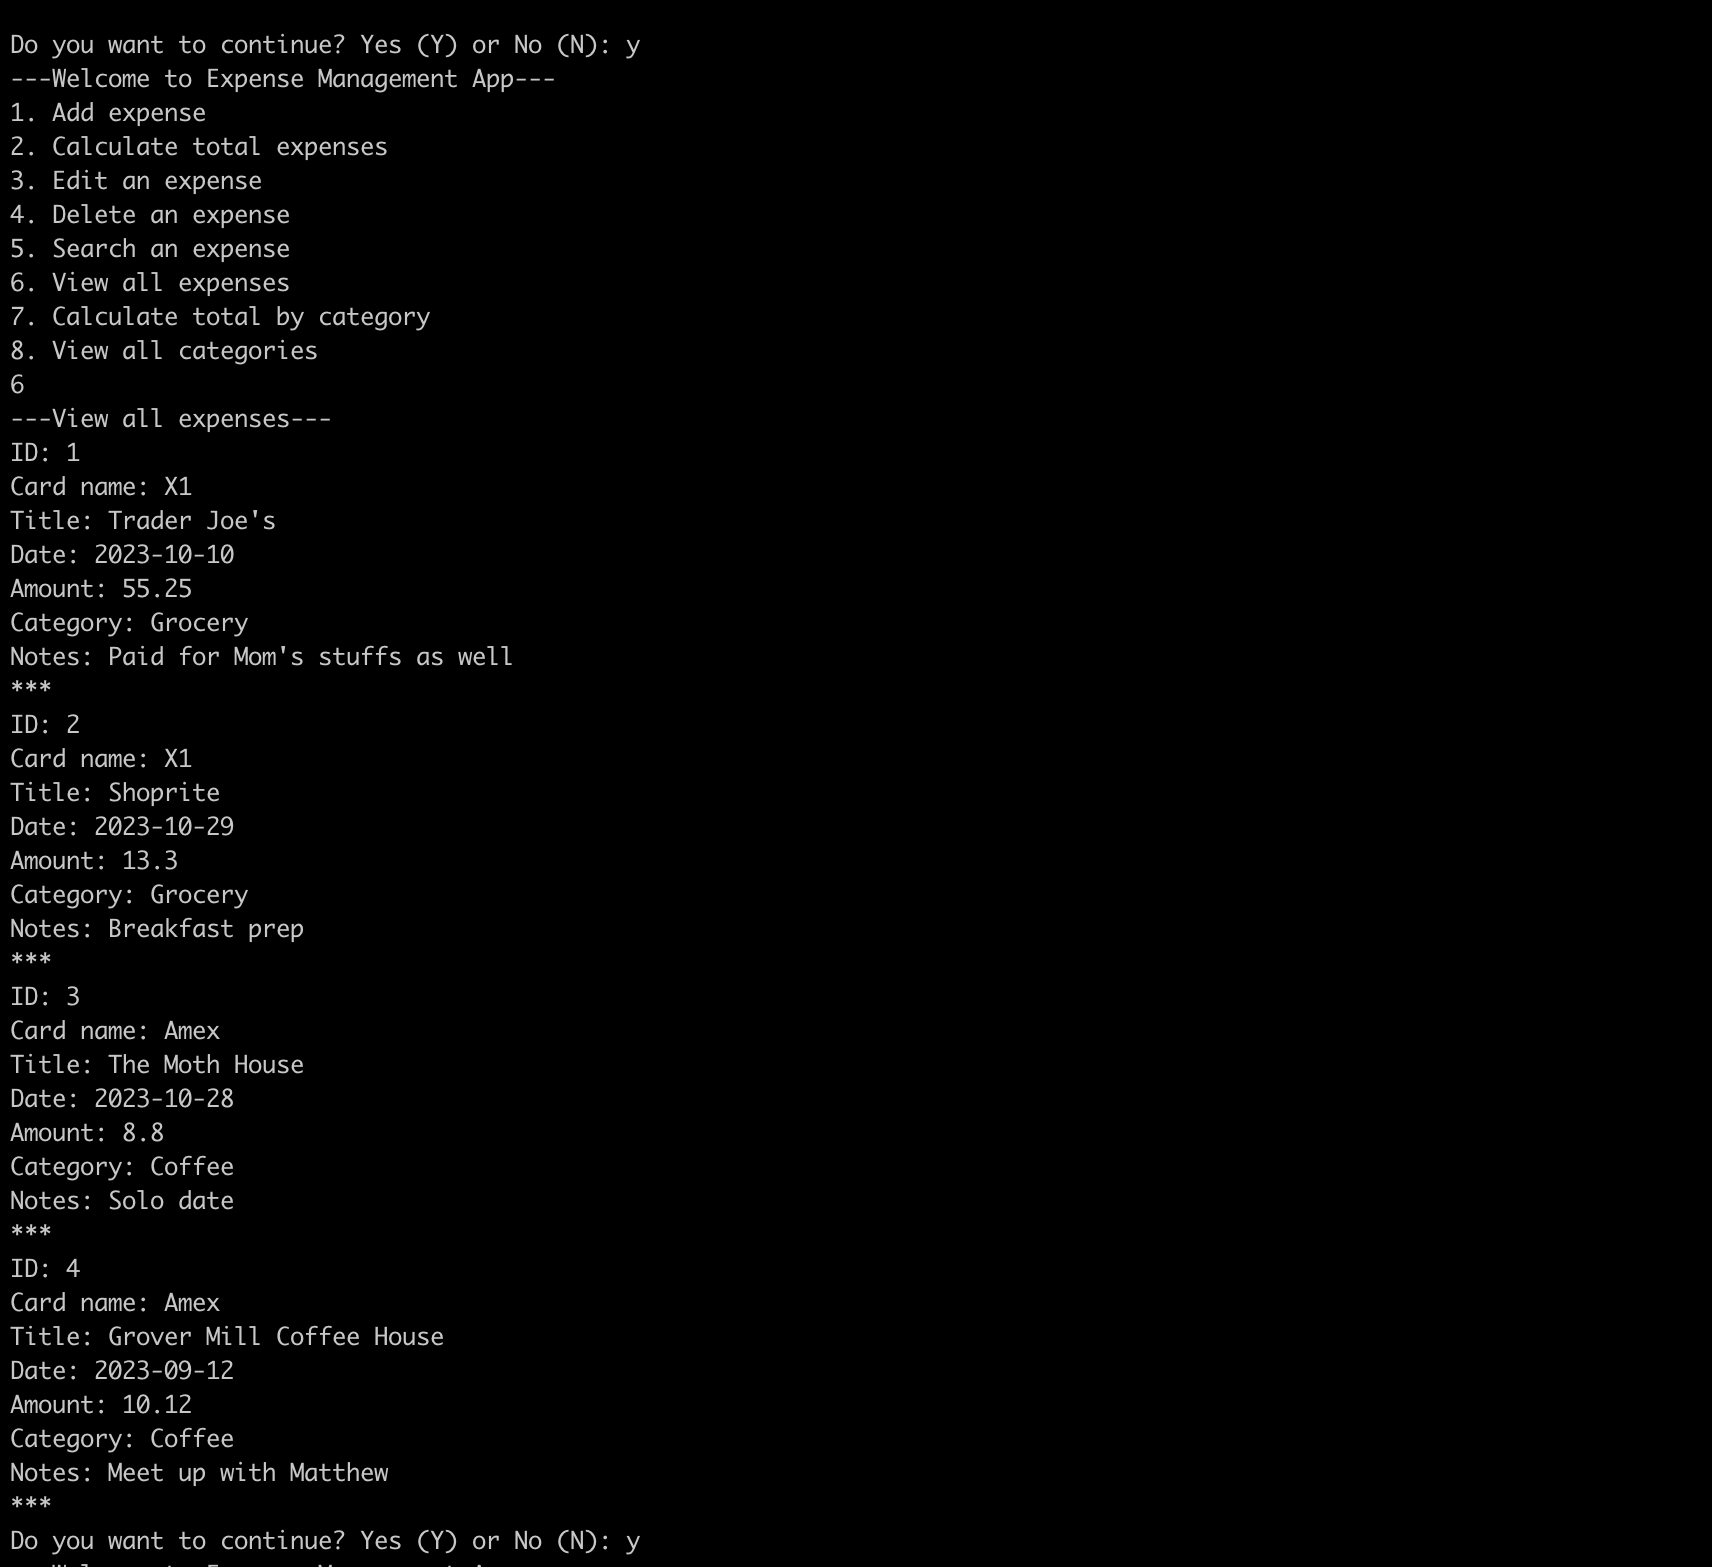 Do you want to continue? Yes (Y) or No (N): y
---Welcome to Expense Management App---
1. Add expense
2. Calculate total expenses
3. Edit an expense
4. Delete an expense
5. Search an expense
6. View all expenses
7. Calculate total by category
8. View all categories
6
---View all expenses---
ID: 1
Card name: X1
Title: Trader Joe's
Date: 2023-10-10
Amount: 55.25
Category: Grocery
Notes: Paid for Mom's stuffs as well
***
ID: 2
Card name: X1
Title: Shoprite
Date: 2023-10-29
Amount: 13.3
Category: Grocery
Notes: Breakfast prep
***
ID: 3
Card name: Amex
Title: The Moth House
Date: 2023-10-28
Amount: 8.8
Category: Coffee
Notes: Solo date
***
ID: 4
Card name: Amex
Title: Grover Mill Coffee House
Date: 2023-09-12
Amount: 10.12
Category: Coffee
Notes: Meet up with Matthew
***
Do you want to continue? Yes (Y) or No (N): y